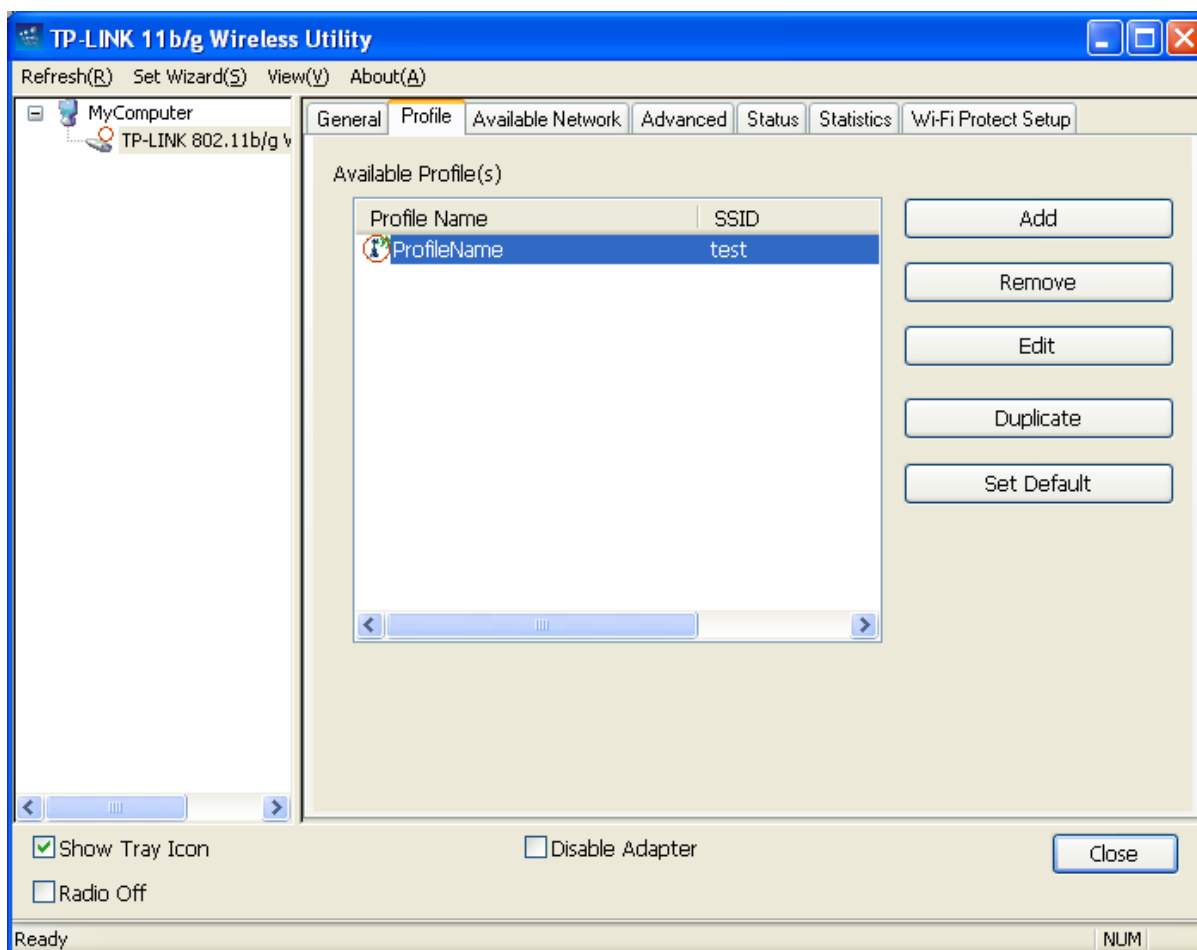 TP-LINK 11b/g Wireless Utility
Refresh(R) Set Wizard(S) View(V) About(A)
MyComputer
TP-LINK 802.11b/g
General Profile Available Network Advanced Status Statistics Wi-Fi Protect Setup
Available Profile(s)
Profile Name SSID
ProfileName test
Add
Remove
Edit
Duplicate
Set Default
Show Tray Icon
Disable Adapter
Radio Off
Close
Ready
NUM